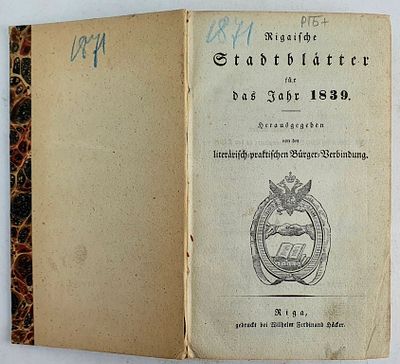 1871
1871
РГБ+
Rigaische
Stadtblätter
für
das Jahr 1839.
Herausgegeben
von der
literärisch-praktischen Bürger-Verbindung.
Riga,
gedruckt bei Wilhelm Ferdinand Häcker.